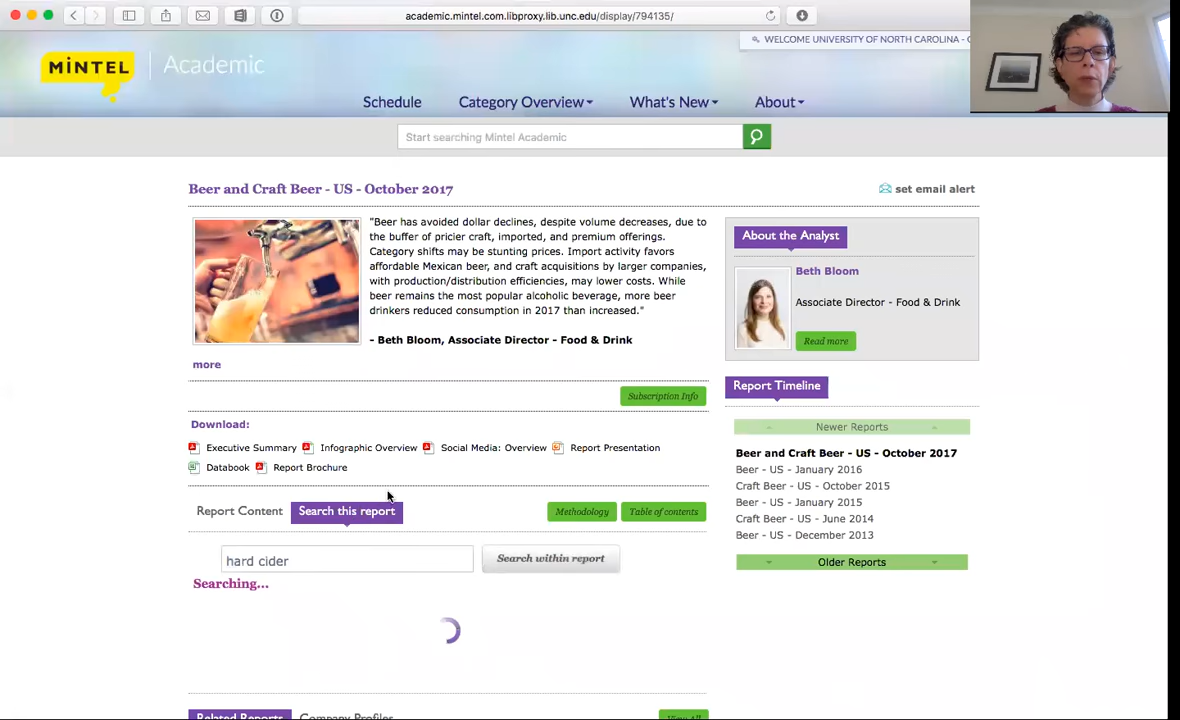 academic.mintel.com.libproxy.lib.unc.edu/display/794135/
WELCOME UNIVERSITY OF NORTH CAROLINA -
MINTEL Academic
Schedule Category Overview What's New About
Start searching Mintel Academic
Beer and Craft Beer - US - October 2017
set email alert
"Beer has avoided dollar declines, despite volume decreases, due to
the buffer of pricier craft, imported, and premium offerings.
Category shifts may be stunting prices. Import activity favors
affordable Mexican beer, and craft acquisitions by larger companies,
with production/distribution efficiencies, may lower costs. While
beer remains the most popular alcoholic beverage, more beer
drinkers reduced consumption in 2017 than increased."
- Beth Bloom, Associate Director - Food & Drink
more
Subscription Info
Download:
Executive Summary Infographic Overview Social Media: Overview Report Presentation
Databook Report Brochure
Report Content Search this report Methodology Table of contents
hard cider Search within report
Searching...
Related Reports Company Profiles View All
About the Analyst
Beth Bloom
Associate Director - Food & Drink
Read more
Report Timeline
Newer Reports
Beer and Craft Beer - US - October 2017
Beer - US - January 2016
Craft Beer - US - October 2015
Beer - US - January 2015
Craft Beer - US - June 2014
Beer - US - December 2013
Older Reports